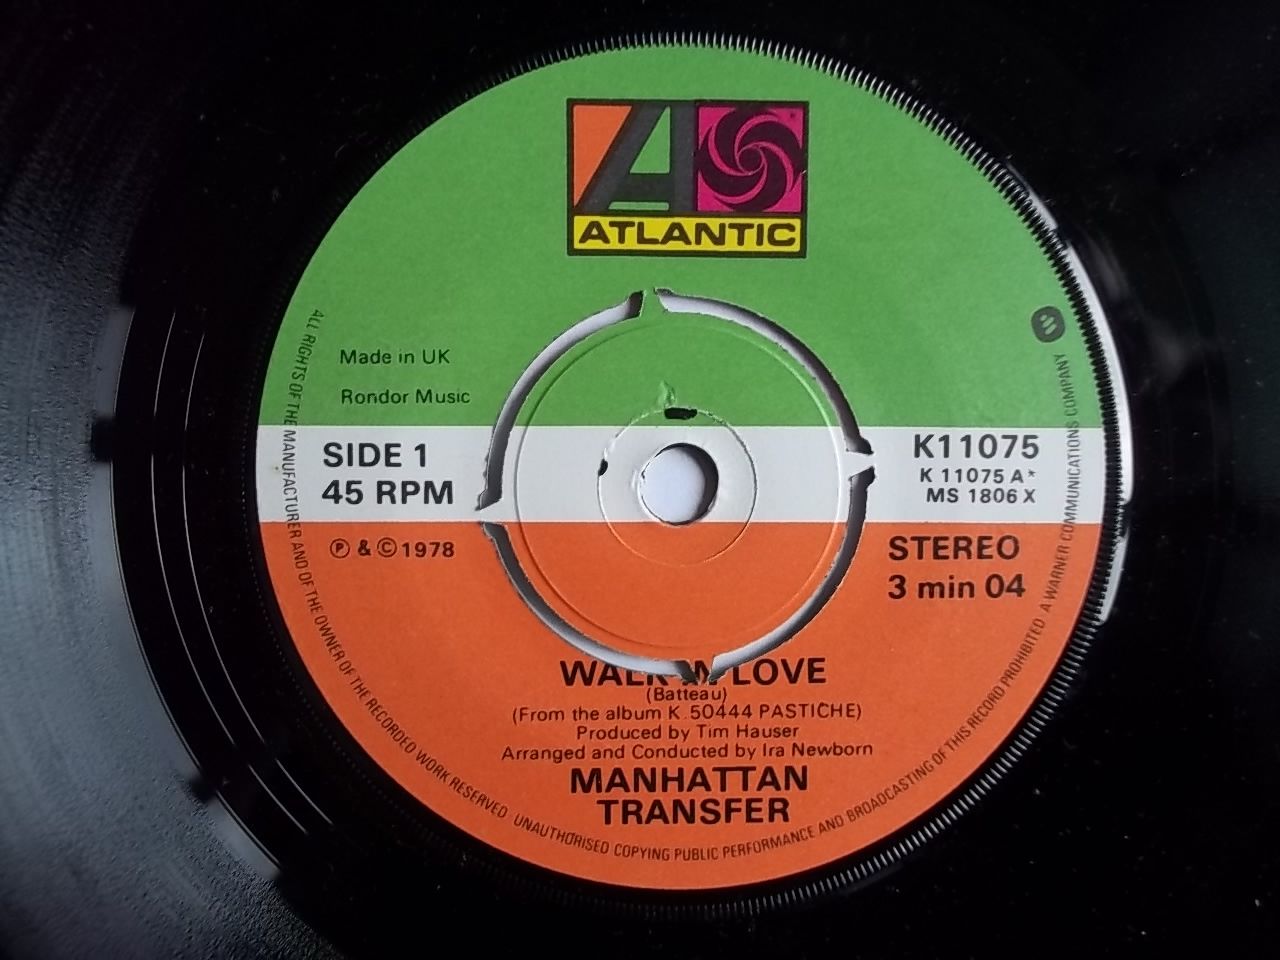 ATLANTIC
Made in UK
Rondor Music
SIDE 1
45 RPM
K11075
K 11075 A*
MS 1806 X
℗ & © 1978
STEREO
3 min 04
WALK IN LOVE
(Batteau)
(From the album K.50444 PASTICHE)
Produced by Tim Hauser
Arranged and Conducted by Ira Newborn
MANHATTAN
TRANSFER
ALL RIGHTS OF THE MANUFACTURER AND OF THE OWNER OF THE RECORDED WORK RESERVED UNAUTHORISED COPYING PUBLIC PERFORMANCE AND BROADCASTING OF THIS RECORD PROHIBITED A WARNER COMMUNICATIONS COMPANY